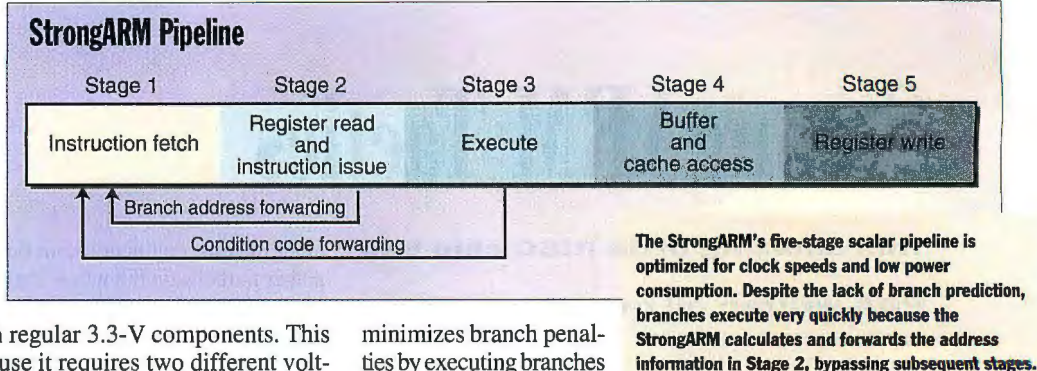 StrongARM Pipeline
Stage 1 Stage 2 Stage 3 Stage 4 Stage 5
Instruction fetch
Register read
and
instruction issue
Execute
Buffer
and
cache access
Register write
Branch address forwarding
Condition code forwarding
The StrongARM's five-stage scalar pipeline is
optimized for clock speeds and low power
consumption. Despite the lack of branch prediction,
branches execute very quickly because the
StrongARM calculates and forwards the address
information in Stage 2, bypassing subsequent stages.
regular 3.3-V components. This
it requires two different volt-
minimizes branch penal-
ties by executing branches